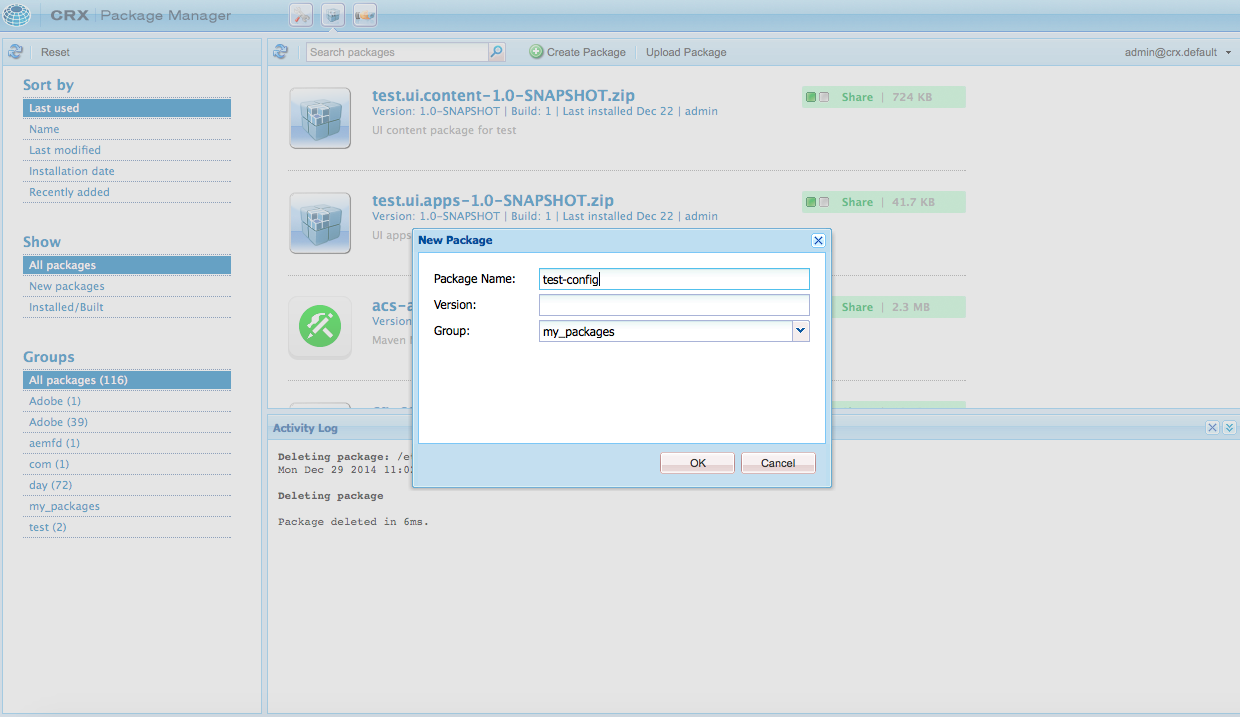 CRX Package Manager
Reset
Search packages
Create Package
Upload Package
admin@crx.default
Sort by
Last used
Name
Last modified
Installation date
Recently added
Show
All packages
New packages
Installed/Built
Groups
All packages (116)
Adobe (1)
Adobe (39)
aemfd (1)
com (1)
day (72)
my_packages
test (2)
test.ui.content-1.0-SNAPSHOT.zip
Version: 1.0-SNAPSHOT | Build: 1 | Last installed Dec 22 | admin
UI content package for test
Share | 724 KB
test.ui.apps-1.0-SNAPSHOT.zip
Version: 1.0-SNAPSHOT | Build: 1 | Last installed Dec 22 | admin
UI apps
Share | 41.7 KB
acs-a
Version
Maven
Share | 2.3 MB
New Package
Package Name: test-config
Version:
Group: my_packages
OK
Cancel
Activity Log
Deleting package: /e
Mon Dec 29 2014 11:0
Deleting package
Package deleted in 6ms.